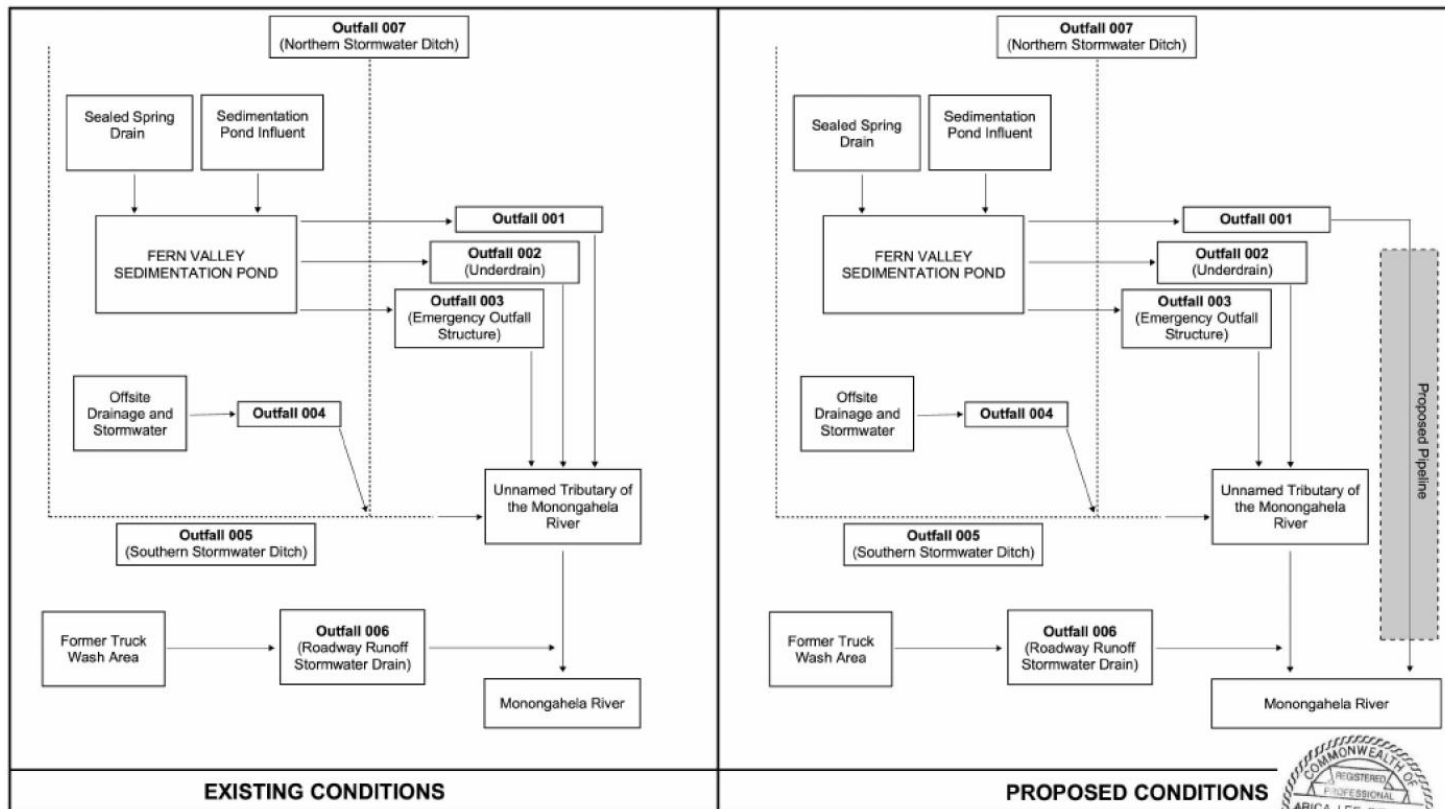 Outfall 007
(Northern Stormwater Ditch)
Sealed Spring
Drain
Sedimentation
Pond Influent
Outfall 001
FERN VALLEY
SEDIMENTATION POND
Outfall 002
(Underdrain)
Outfall 003
(Emergency Outfall
Structure)
Offsite
Drainage and
Stormwater
Outfall 004
Unnamed Tributary of
the Monongahela
River
Outfall 005
(Southern Stormwater Ditch)
Former Truck
Wash Area
Outfall 006
(Roadway Runoff
Stormwater Drain)
Monongahela River
EXISTING CONDITIONS
Outfall 007
(Northern Stormwater Ditch)
Sealed Spring
Drain
Sedimentation
Pond Influent
Outfall 001
FERN VALLEY
SEDIMENTATION POND
Outfall 002
(Underdrain)
Outfall 003
(Emergency Outfall
Structure)
Proposed Pipeline
Offsite
Drainage and
Stormwater
Outfall 004
Unnamed Tributary of
the Monongahela
River
Outfall 005
(Southern Stormwater Ditch)
Former Truck
Wash Area
Outfall 006
(Roadway Runoff
Stormwater Drain)
Monongahela River
PROPOSED CONDITIONS
COMMONWEALTH OF
REGISTERED
PROFESSIONAL